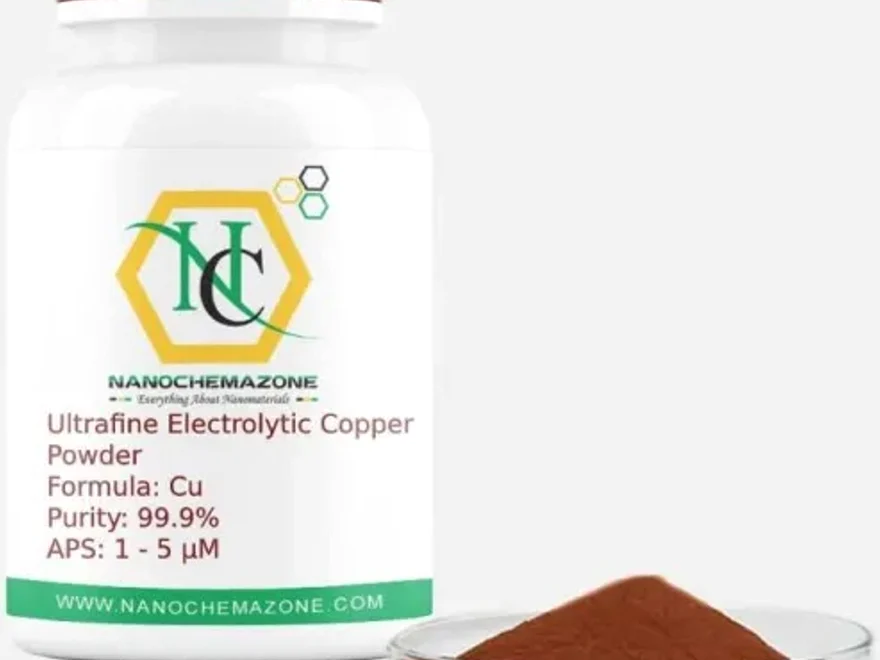 NC
NANOCHEMAZONE
Everything About Nanomaterials
Ultrafine Electrolytic Copper
Powder
Formula: Cu
Purity: 99.9%
APS: 1 - 5 µM
WWW.NANOCHEMAZONE.COM